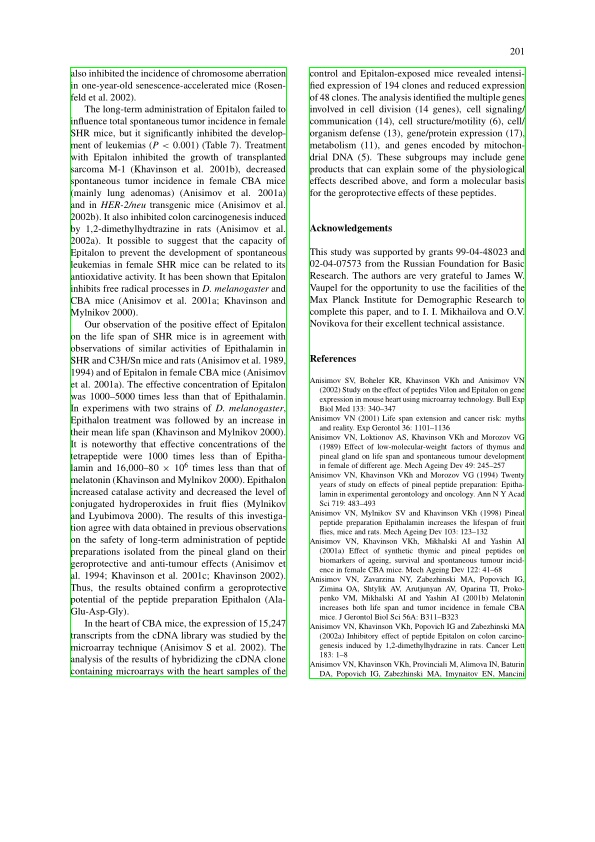 201
also inhibited the incidence of chromosome aberration
in one-year-old senescence-accelerated mice (Rosen-
feld et al. 2002).
The long-term administration of Epitalon failed to
influence total spontaneous tumor incidence in female
SHR mice, but it significantly inhibited the develop-
ment of leukemias (P < 0.001) (Table 7). Treatment
with Epitalon inhibited the growth of transplanted
sarcoma M-1 (Khavinson et al. 2001b), decreased
spontaneous tumor incidence in female CBA mice
(mainly lung adenomas) (Anisimov et al. 2001a)
and in HER-2/neu transgenic mice (Anisimov et al.
2002b). It also inhibited colon carcinogenesis induced
by 1,2-dimethylhydrazine in rats (Anisimov et al.
2002a). It possible to suggest that the capacity of
Epitalon to prevent the development of spontaneous
leukemias in female SHR mice can be related to its
antioxidative activity. It has been shown that Epitalon
inhibits free radical processes in D. melanogaster and
CBA mice (Anisimov et al. 2001a; Khavinson and
Mylnikov 2000).
Our observation of the positive effect of Epitalon
on the life span of SHR mice is in agreement with
observations of similar activities of Epithalamin in
SHR and C3H/Sn mice and rats (Anisimov et al. 1989,
1994) and of Epitalon in female CBA mice (Anisimov
et al. 2001a). The effective concentration of Epitalon
was 1000–5000 times less than that of Epithalamin.
In experimens with two strains of D. melanogaster,
Epithalon treatment was followed by an increase in
their mean life span (Khavinson and Mylnikov 2000).
It is noteworthy that effective concentrations of the
tetrapeptide were 1000 times less than of Epitha-
lamin and 16,000–80 × 10⁶ times less than that of
melatonin (Khavinson and Mylnikov 2000). Epithalon
increased catalase activity and decreased the level of
conjugated hydroperoxides in fruit flies (Mylnikov
and Lyubimova 2000). The results of this investiga-
tion agree with data obtained in previous observations
on the safety of long-term administration of peptide
preparations isolated from the pineal gland on their
geroprotective and anti-tumour effects (Anisimov et
al. 1994; Khavinson et al. 2001c; Khavinson 2002).
Thus, the results obtained confirm a geroprotective
potential of the peptide preparation Epithalon (Ala-
Glu-Asp-Gly).
In the heart of CBA mice, the expression of 15,247
transcripts from the cDNA library was studied by the
microarray technique (Anisimov S et al. 2002). The
analysis of the results of hybridizing the cDNA clone
containing microarrays with the heart samples of the
control and Epitalon-exposed mice revealed intensi-
fied expression of 194 clones and reduced expression
of 48 clones. The analysis identified the multiple genes
involved in cell division (14 genes), cell signaling/
communication (14), cell structure/motility (6), cell/
organism defense (13), gene/protein expression (17),
metabolism (11), and genes encoded by mitochon-
drial DNA (5). These subgroups may include gene
products that can explain some of the physiological
effects described above, and form a molecular basis
for the geroprotective effects of these peptides.
Acknowledgements
This study was supported by grants 99-04-48023 and
02-04-07573 from the Russian Foundation for Basic
Research. The authors are very grateful to James W.
Vaupel for the opportunity to use the facilities of the
Max Planck Institute for Demographic Research to
complete this paper, and to I. I. Mikhailova and O.V.
Novikova for their excellent technical assistance.
References
Anisimov SV, Boheler KR, Khavinson VKh and Anisimov VN
(2002) Study on the effect of peptides Vilon and Epitalon on gene
expression in mouse heart using microarray technology. Bull Exp
Biol Med 133: 340–347
Anisimov VN (2001) Life span extension and cancer risk: myths
and reality. Exp Gerontol 36: 1101–1136
Anisimov VN, Loktionov AS, Khavinson VKh and Morozov VG
(1989) Effect of low-molecular-weight factors of thymus and
pineal gland on life span and spontaneous tumour development
in female of different age. Mech Ageing Dev 49: 245–257
Anisimov VN, Khavinson VKh and Morozov VG (1994) Twenty
years of study on effects of pineal peptide preparation: Epitha-
lamin in experimental gerontology and oncology. Ann N Y Acad
Sci 719: 483–493
Anisimov VN, Mylnikov SV and Khavinson VKh (1998) Pineal
peptide preparation Epithalamin increases the lifespan of fruit
flies, mice and rats. Mech Ageing Dev 103: 123–132
Anisimov VN, Khavinson VKh, Mikhalski AI and Yashin AI
(2001a) Effect of synthetic thymic and pineal peptides on
biomarkers of ageing, survival and spontaneous tumour incid-
ence in female CBA mice. Mech Ageing Dev 122: 41–68
Anisimov VN, Zavarzina NY, Zabezhinski MA, Popovich IG,
Zimina OA, Shtylik AV, Arutjunyan AV, Oparina TI, Proko-
penko VM, Mikhalski AI and Yashin AI (2001b) Melatonin
increases both life span and tumor incidence in female CBA
mice. J Gerontol Biol Sci 56A: B311–B323
Anisimov VN, Khavinson VKh, Popovich IG and Zabezhinski MA
(2002a) Inhibitory effect of peptide Epitalon on colon carcino-
genesis induced by 1,2-dimethylhydrazine in rats. Cancer Lett
183: 1–8
Anisimov VN, Khavinson VKh, Provinciali M, Alimova IN, Baturin
DA, Popovich IG, Zabezhinski MA, Imynaitov EN, Mancini